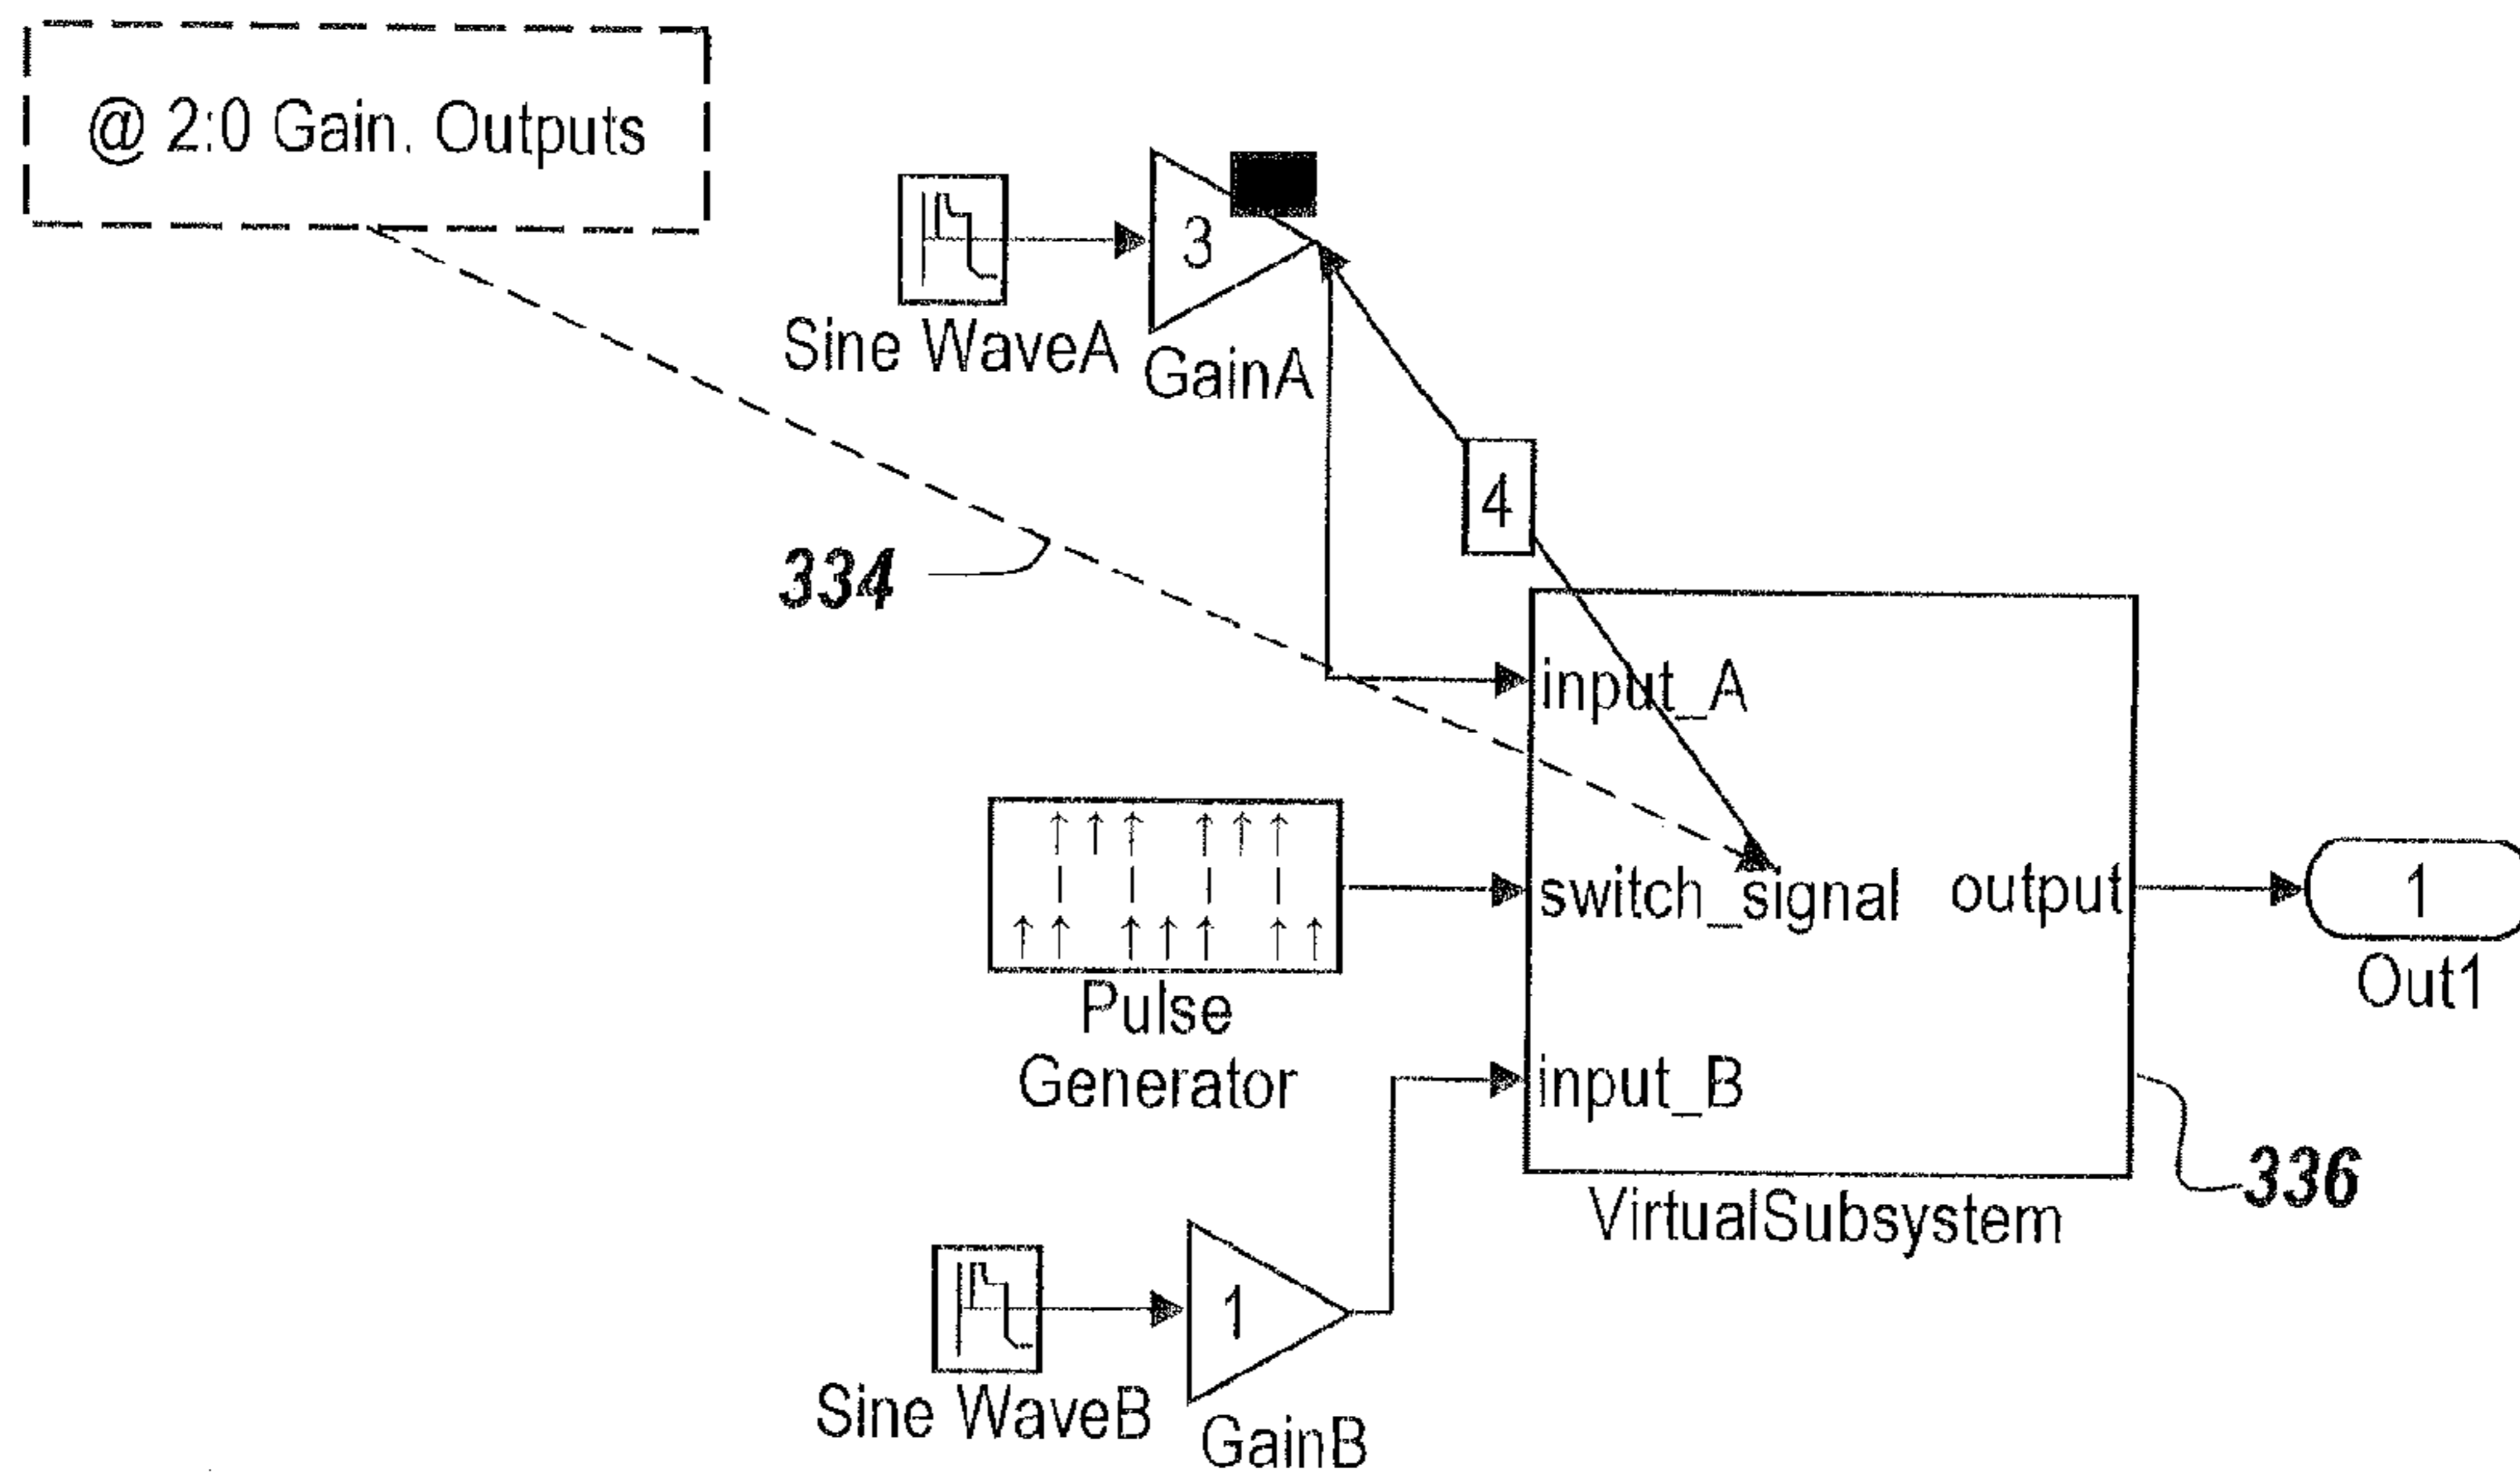 @ 2:0 Gain. Outputs
3
Sine WaveA
GainA
4
334
input_A
switch_signal
output
1
Out1
Pulse
Generator
input_B
336
VirtualSubsystem
1
Sine WaveB
GainB